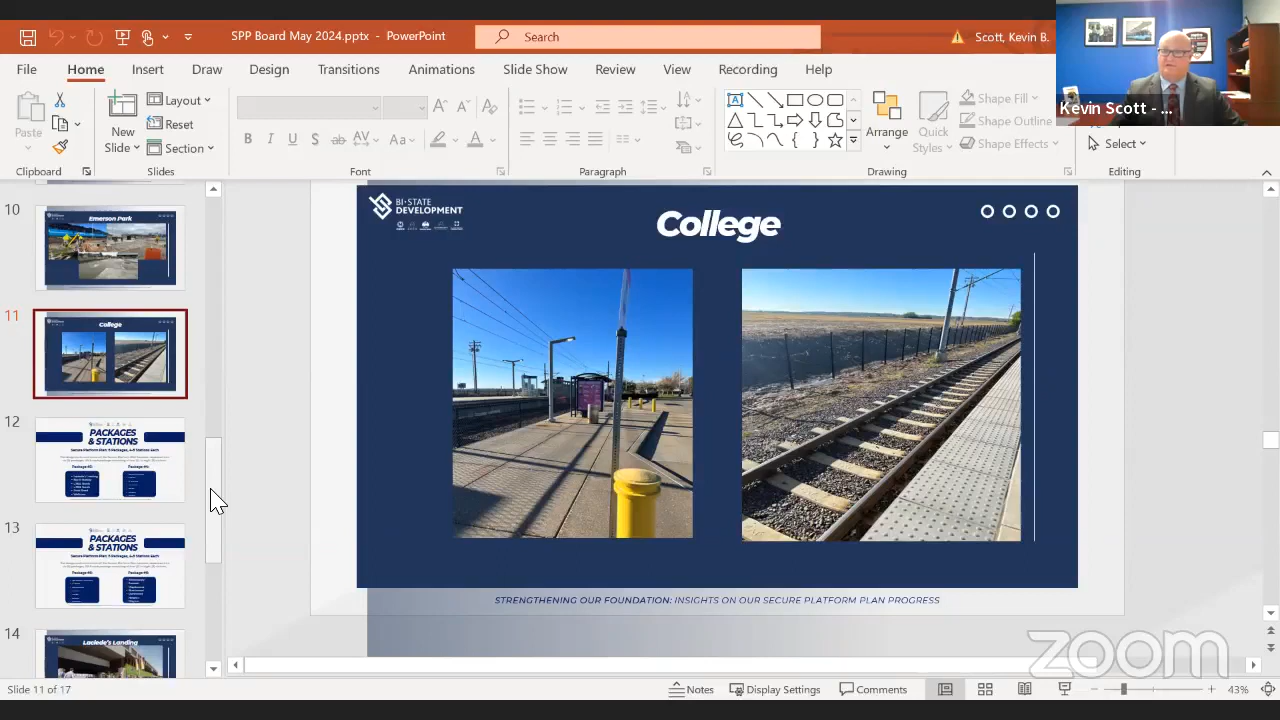 SPP Board May 2024.pptx - PowerPoint
Search
Scott, Kevin B.
File Home Insert Draw Design Transitions Animations Slide Show Review View Recording Help
Kevin Scott - ...
Paste
New
Slide
Layout
Reset
Section
Arrange
Quick
Styles
Shape Fill
Shape Outline
Shape Effects
Select
Clipboard
Slides
Font
Paragraph
Drawing
Editing
10
Emerson Park
11
College
12
PACKAGES
& STATIONS
13
PACKAGES
& STATIONS
14
Laclede's Landing
BI-STATE
DEVELOPMENT
College
STRENGTHENING OUR FOUNDATION: INSIGHTS ON OUR SECURE PLATFORM PLAN PROGRESS
zoom
Slide 11 of 17
Notes
Display Settings
Comments
43%